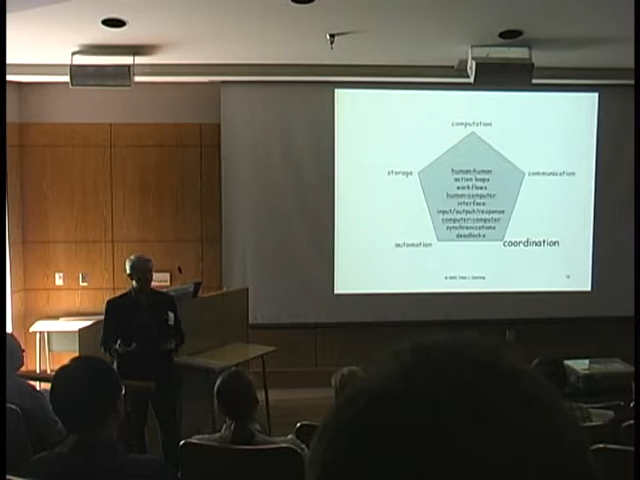 computation
storage
communication
human-human
action loops
workflows
human-computer
interface
input/output/response
computer-computer
synchronizations
deadlocks
automation
coordination